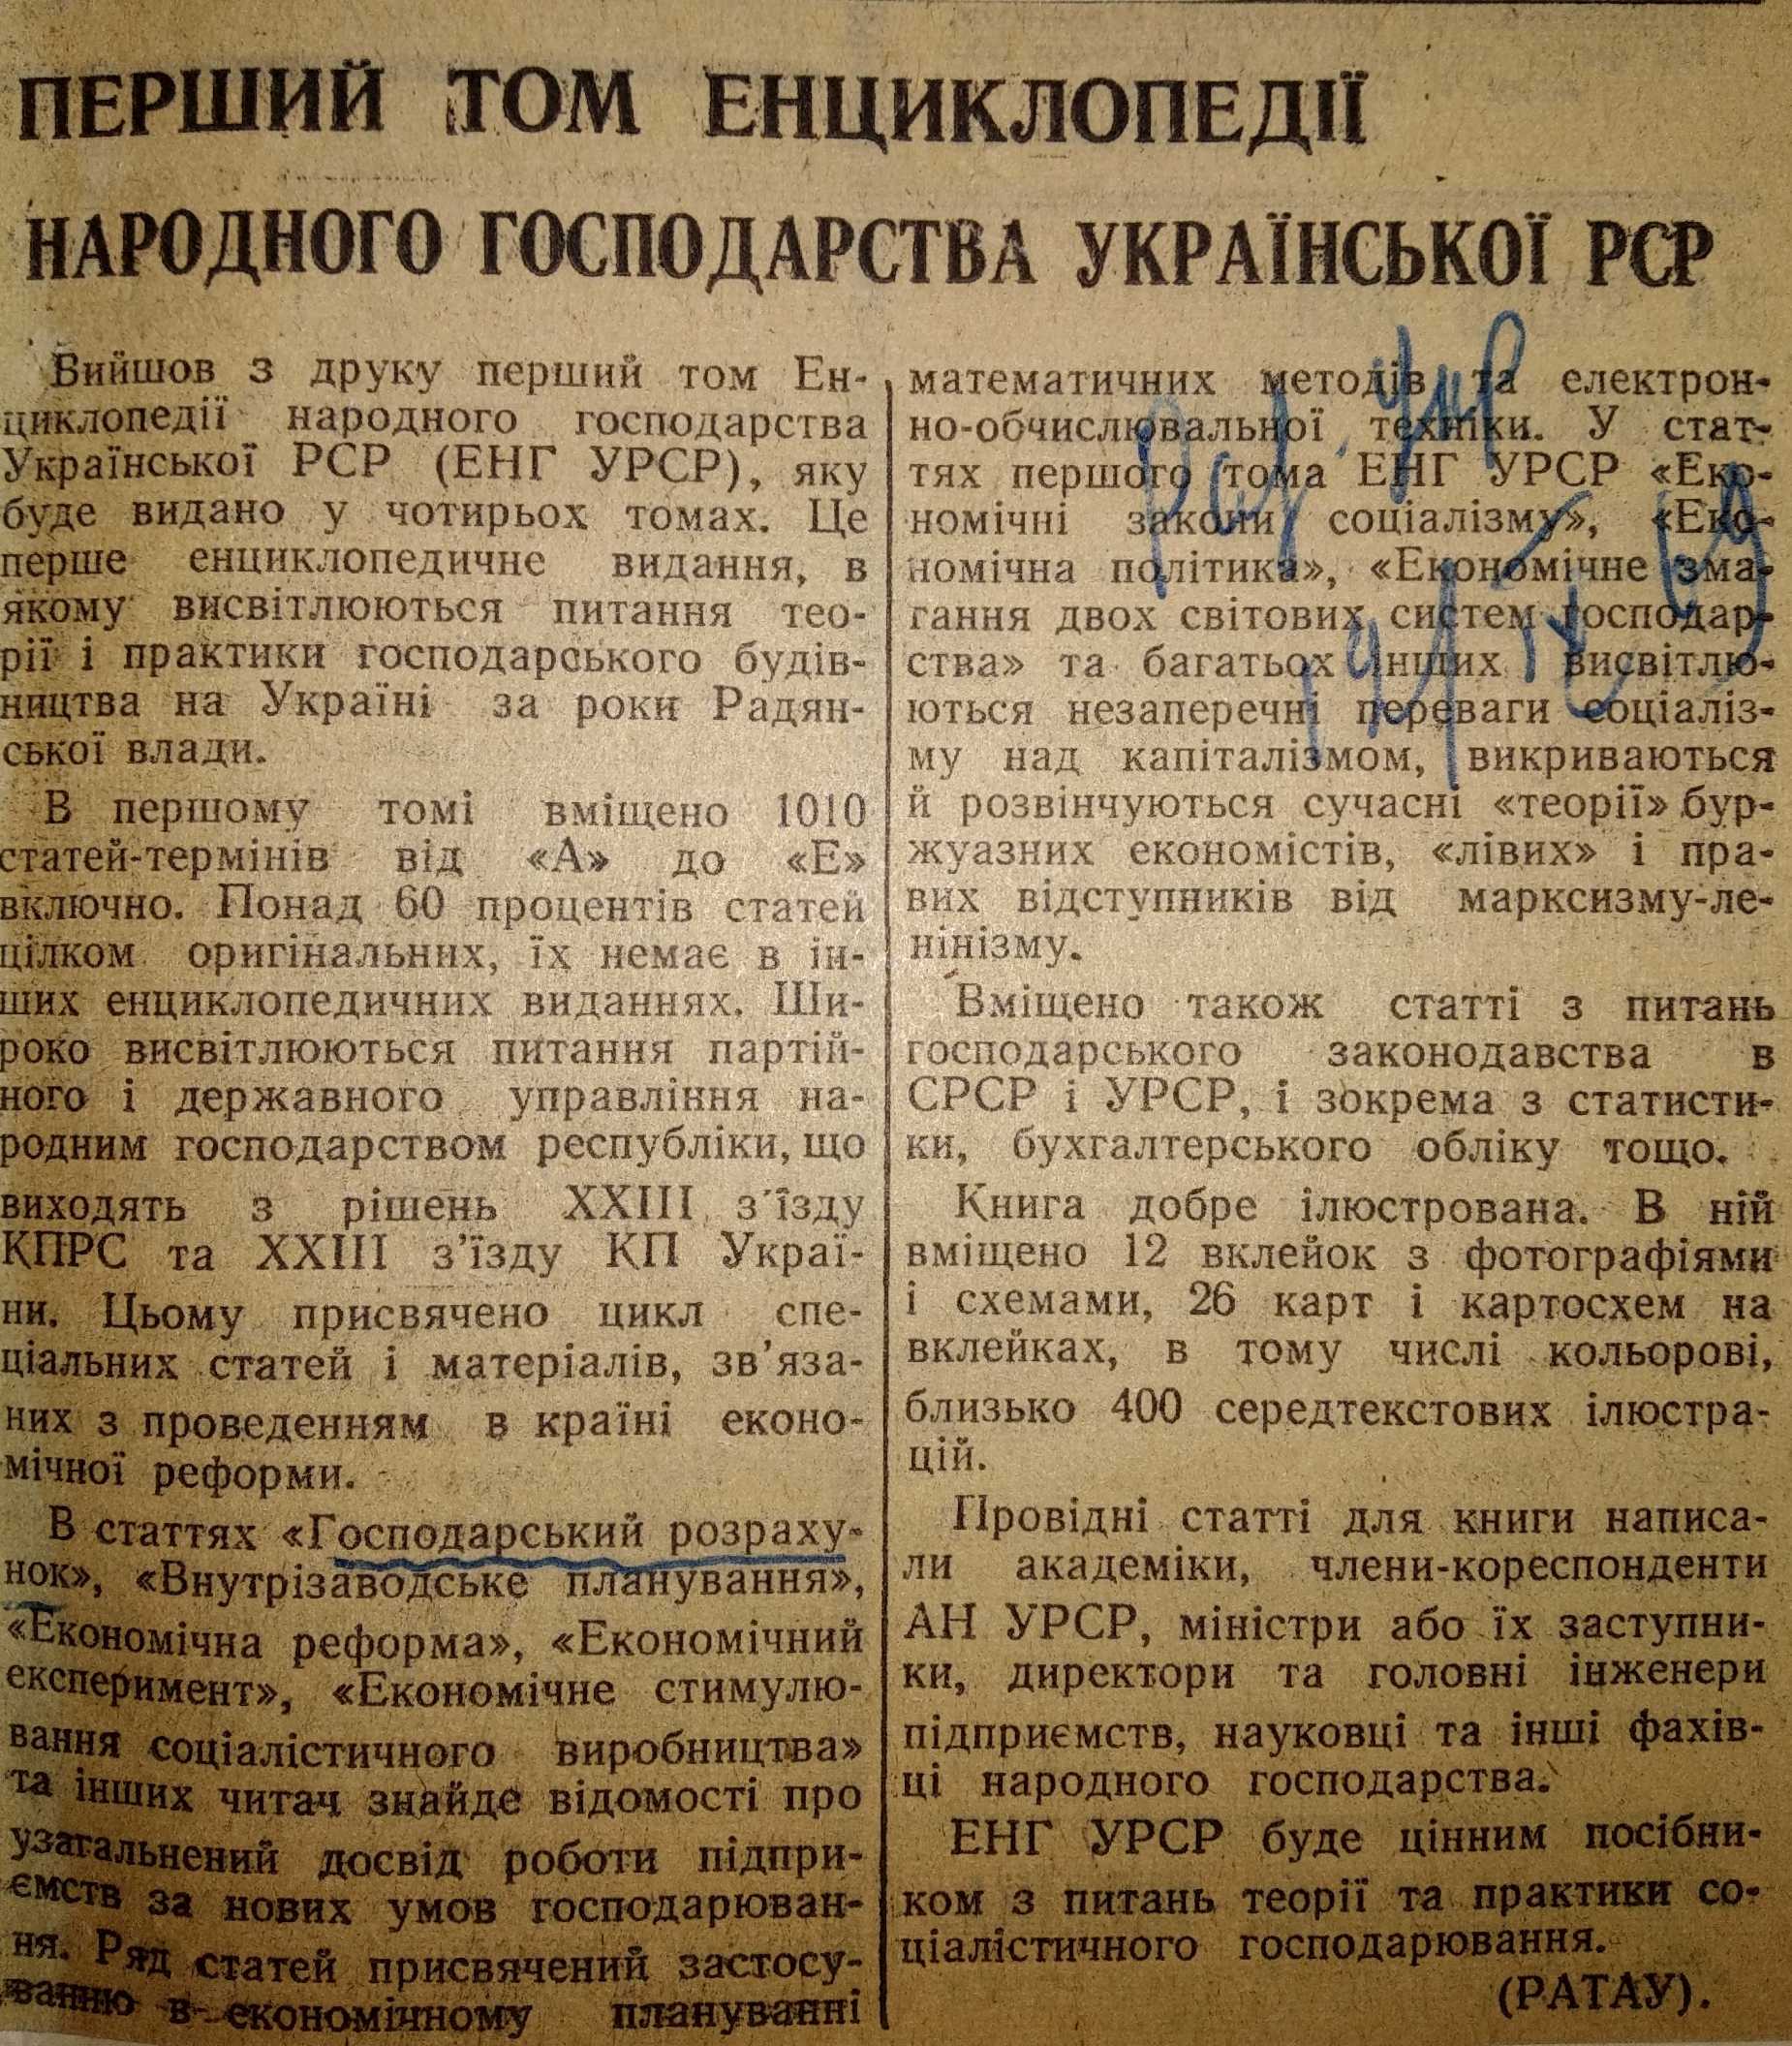 ПЕРШИЙ ТОМ ЕНЦИКЛОПЕДІЇ
НАРОДНОГО ГОСПОДАРСТВА УКРАЇНСЬКОЇ РСР
Вийшов з друку перший том Ен-
циклопедії народного господарства
Української РСР (ЕНГ УРСР), яку
буде видано у чотирьох томах. Це
перше енциклопедичне видання, в
якому висвітлюються питання тео-
рії і практики господарського будів-
ництва на Україні за роки Радян-
ської влади.
В першому томі вміщено 1010
статей-термінів від «А» до «Е»
включно. Понад 60 процентів статей
цілком оригінальних, їх немає в ін-
ших енциклопедичних виданнях. Ши-
роко висвітлюються питання партій-
ного і державного управління на-
родним господарством республіки, що
виходять з рішень XXIII з'їзду
КПРС та XXIII з'їзду КП Украї-
ни. Цьому присвячено цикл спе-
ціальних статей і матеріалів, зв'яза-
них з проведенням в країні еконо-
мічної реформи.
В статтях «Господарський розраху-
нок», «Внутрізаводське планування»,
«Економічна реформа», «Економічний
експеримент», «Економічне стимулю-
вання соціалістичного виробництва»
та інших читач знайде відомості про
узагальнений досвід роботи підпри-
ємств за нових умов господарюван-
ня. Ряд статей присвячений застосу-
ванню в економічному плануванні
математичних методів та електрон-
но-обчислювальної техніки. У стат-
тях першого тома ЕНГ УРСР «Еко-
номічні закони соціалізму», «Еко-
номічна політика», «Економічне зма-
гання двох світових систем господар-
ства» та багатьох інших висвітлю-
ються незаперечні переваги соціаліз-
му над капіталізмом, викриваються
й розвінчуються сучасні «теорії» бур-
жуазних економістів, «лівих» і пра-
вих відступників від марксизму-ле-
нінізму.
Вміщено також статті з питань
господарського законодавства в
СРСР і УРСР, і зокрема з статисти-
ки, бухгалтерського обліку тощо.
Книга добре ілюстрована. В ній
вміщено 12 вклейок з фотографіями
і схемами, 26 карт і картосхем на
вклейках, в тому числі кольорові,
близько 400 середтекстових ілюстра-
цій.
Провідні статті для книги написа-
ли академіки, члени-кореспонденти
АН УРСР, міністри або їх заступни-
ки, директори та головні інженери
підприємств, науковці та інші фахів-
ці народного господарства.
ЕНГ УРСР буде цінним посібни-
ком з питань теорії та практики со-
ціалістичного господарювання.
(РАТАУ).